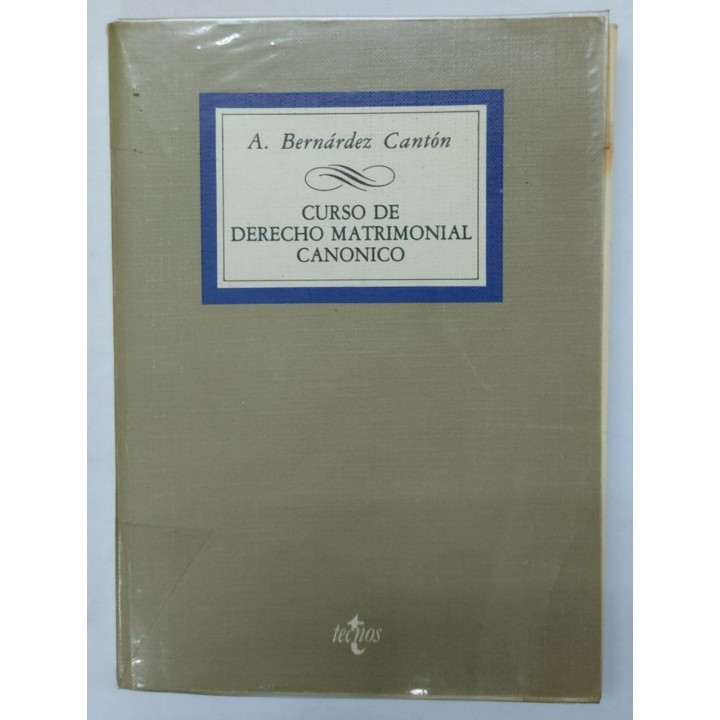 A. Bernárdez Cantón
CURSO DE
DERECHO MATRIMONIAL
CANONICO
tecnos